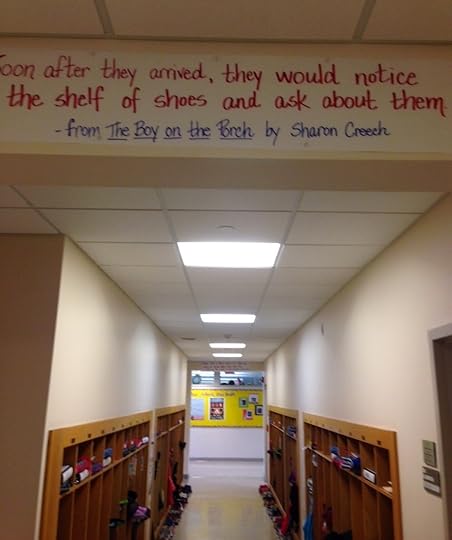 Soon after they arrived, they would notice
the shelf of shoes and ask about them
- from The Boy on the Porch by Sharon Creech